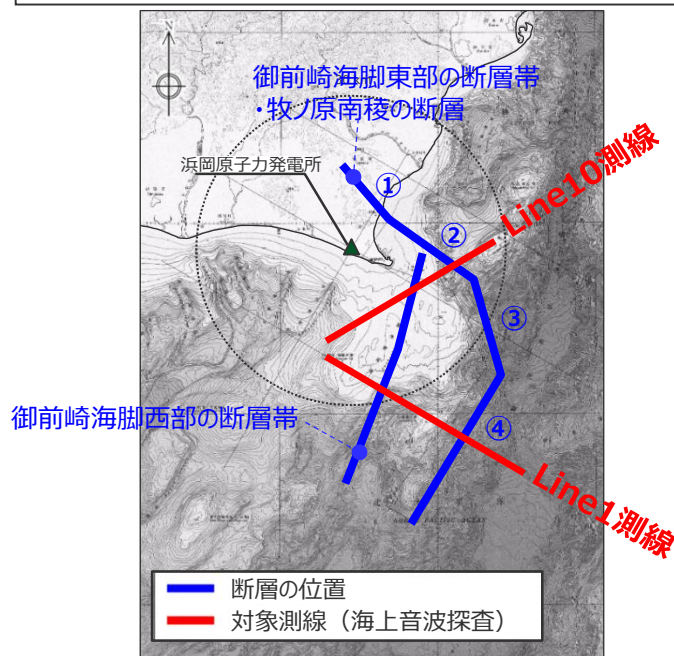 御前崎海脚東部の断層帯
・牧ノ原南稜の断層
浜岡原子力発電所
①
Line10測線
②
③
御前崎海脚西部の断層帯
④
Line1測線
断層の位置
対象測線（海上音波探査）